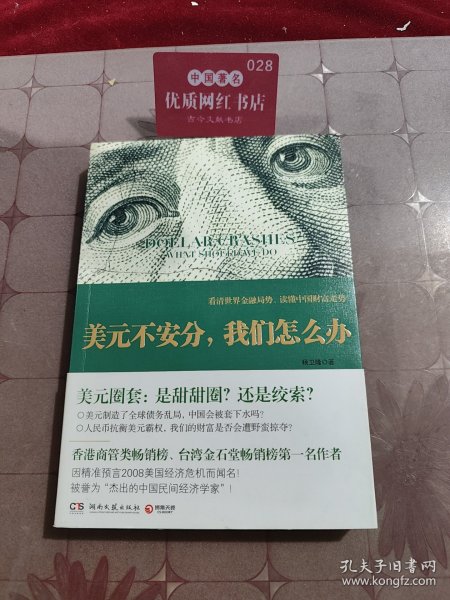 028
中国著名
优质网红书店
古今文献书店
DOLLAR CRASHES
WHAT SHOULD WE DO
看清世界金融局势、读懂中国财富走势
美元不安分，我们怎么办
杨卫隆◎著
美元圈套：是甜甜圈？还是绞索？
○美元制造了全球债务乱局，中国会被套下水吗？
○人民币抗衡美元霸权，我们的财富是否会遭野蛮掠夺？
香港商管类畅销榜、台湾金石堂畅销榜第一名作者
因精准预言2008美国经济危机而闻名！
被誉为“杰出的中国民间经济学家”！
湖南文艺出版社
博集天卷
CS-BOOKY
孔夫子旧书网
www.kongfz.com